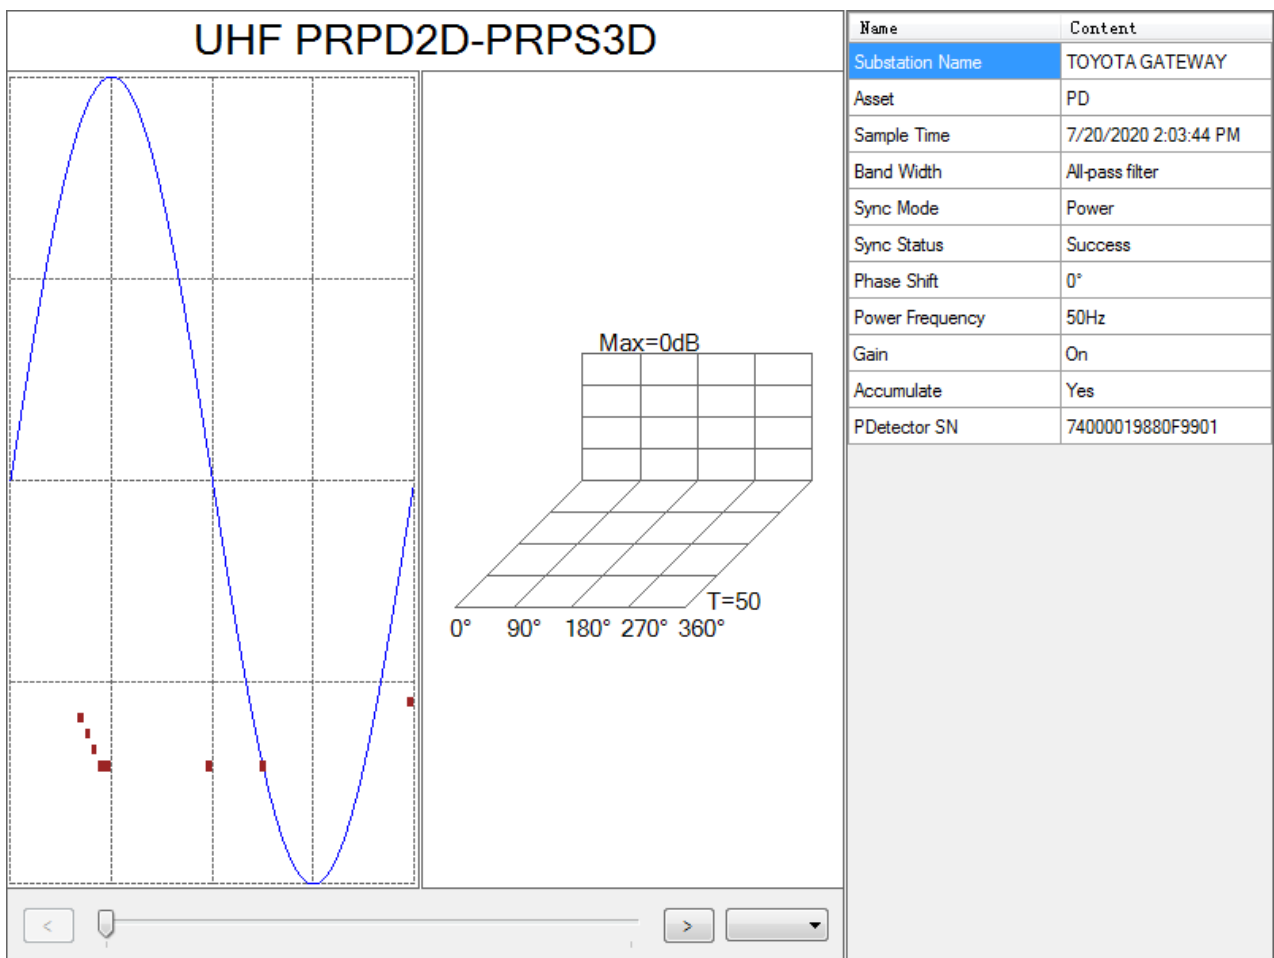 UHF PRPD2D-PRPS3D
Max=0dB
T=50
0° 90° 180° 270° 360°
<
>
Name Content
Substation Name TOYOTA GATEWAY
Asset PD
Sample Time 7/20/2020 2:03:44 PM
Band Width All-pass filter
Sync Mode Power
Sync Status Success
Phase Shift 0°
Power Frequency 50Hz
Gain On
Accumulate Yes
PDetector SN 74000019880F9901